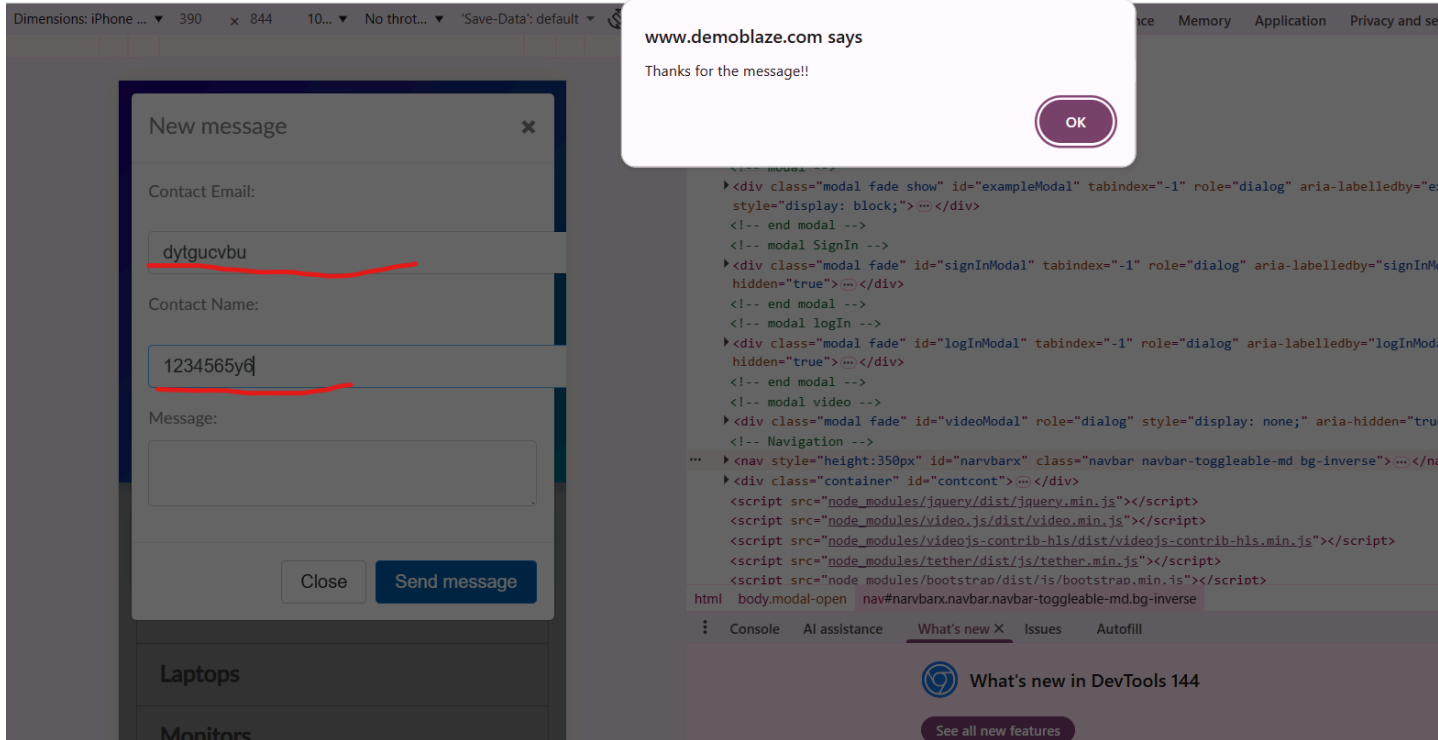 Dimensions: iPhone ... ▼ 390 x 844 10... ▼ No throt... ▼ 'Save-Data': default ▼
Memory Application Privacy and se
www.demoblaze.com says
Thanks for the message!!
OK
New message ×
Contact Email:
dytgucvbu
Contact Name:
1234565y6
Message:
Close Send message
Laptops
Monitors
<!-- modal -->
<div class="modal fade show" id="exampleModal" tabindex="-1" role="dialog" aria-labelledby="ex
style="display: block;"> ⋯ </div>
<!-- end modal -->
<!-- modal SignIn -->
<div class="modal fade" id="signInModal" tabindex="-1" role="dialog" aria-labelledby="signInM
hidden="true"> ⋯ </div>
<!-- end modal -->
<!-- modal logIn -->
<div class="modal fade" id="logInModal" tabindex="-1" role="dialog" aria-labelledby="logInModa
hidden="true"> ⋯ </div>
<!-- end modal -->
<!-- modal video -->
<div class="modal fade" id="videoModal" role="dialog" style="display: none;" aria-hidden="tru
<!-- Navigation -->
... <nav style="height:350px" id="narvbarx" class="navbar navbar-toggleable-md bg-inverse"> ⋯ </na
<div class="container" id="contcont"> ⋯ </div>
<script src="node_modules/jquery/dist/jquery.min.js"></script>
<script src="node_modules/video.js/dist/video.min.js"></script>
<script src="node_modules/videojs-contrib-hls/dist/videojs-contrib-hls.min.js"></script>
<script src="node_modules/tether/dist/js/tether.min.js"></script>
<script src="node_modules/bootstrap/dist/js/bootstrap.min.js"></script>
html body.modal-open nav#narvbarx.navbar.navbar-toggleable-md.bg-inverse
Console AI assistance What's new × Issues Autofill
What's new in DevTools 144
See all new features